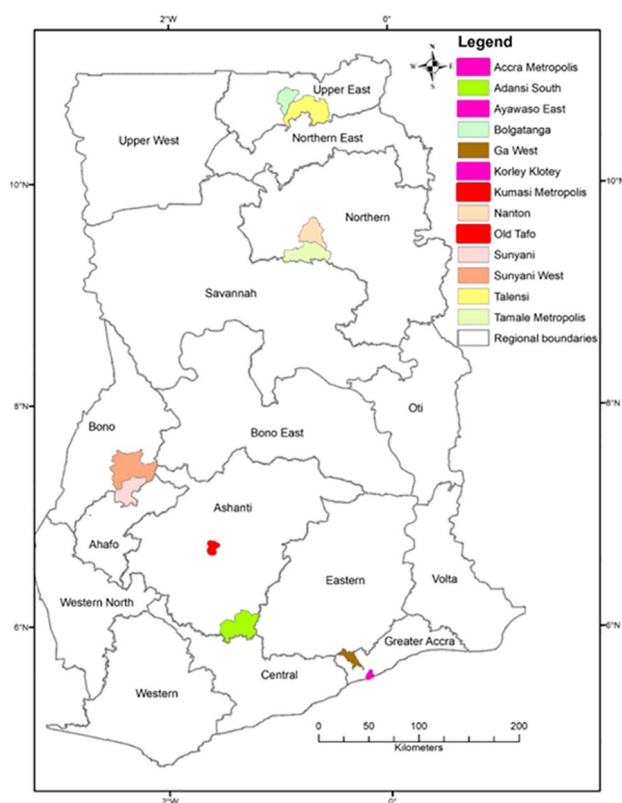 2°W 0°
Legend
N
W E
S
Accra Metropolis
Adansi South
Ayawaso East
Bolgatanga
Ga West
Korley Klotey
Kumasi Metropolis
Nanton
Old Tafo
Sunyani
Sunyani West
Talensi
Tamale Metropolis
Regional boundaries
Upper East
Upper West
Northern East
10°N 10°N
Northern
Savannah
8°N 8°N
Oti
Bono
Bono East
Ashanti
Ahafo
Eastern
Volta
Western North
6°N 6°N
Greater Accra
Central
Western
0 50 100 200
Kilometers
2°W 0°